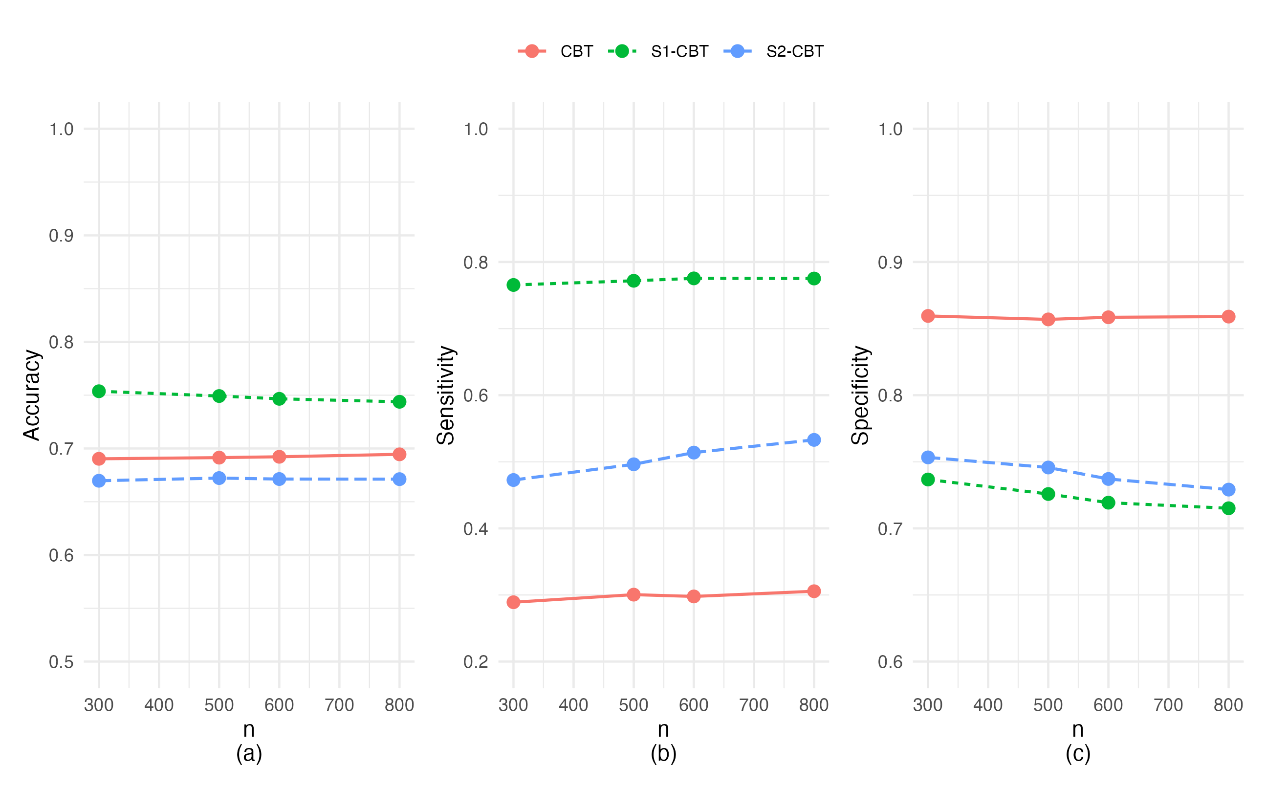 CBT S1-CBT S2-CBT
1.0
0.9
0.8
0.7
0.6
0.5
Accuracy
300 400 500 600 700 800
n
(a)
1.0
0.8
0.6
0.4
0.2
Sensitivity
300 400 500 600 700 800
n
(b)
1.0
0.9
0.8
0.7
0.6
Specificity
300 400 500 600 700 800
n
(c)